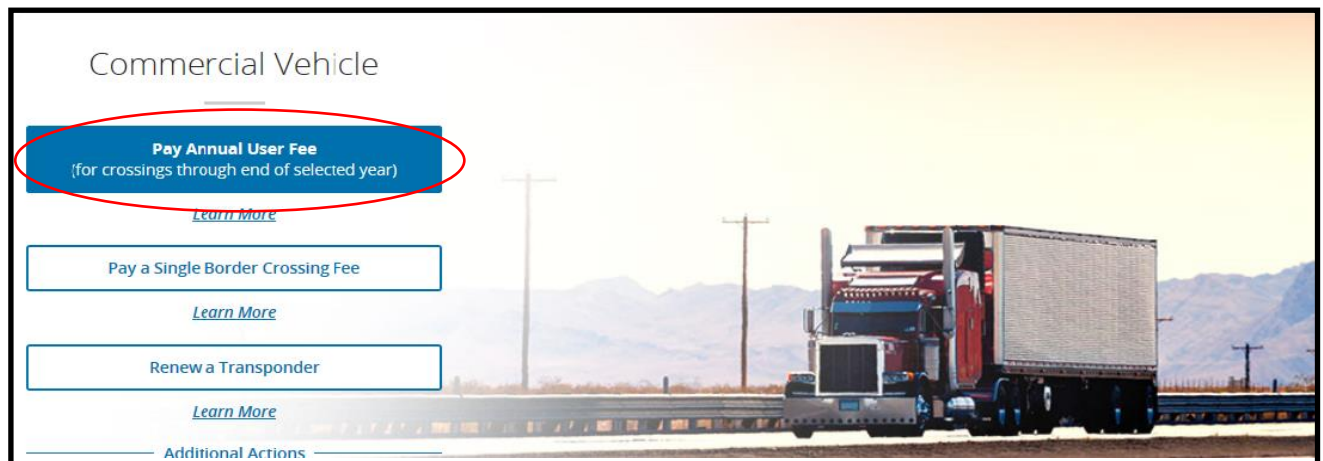 Commercial Vehicle
Pay Annual User Fee
(for crossings through end of selected year)
Learn More
Pay a Single Border Crossing Fee
Learn More
Renew a Transponder
Learn More
Additional Actions